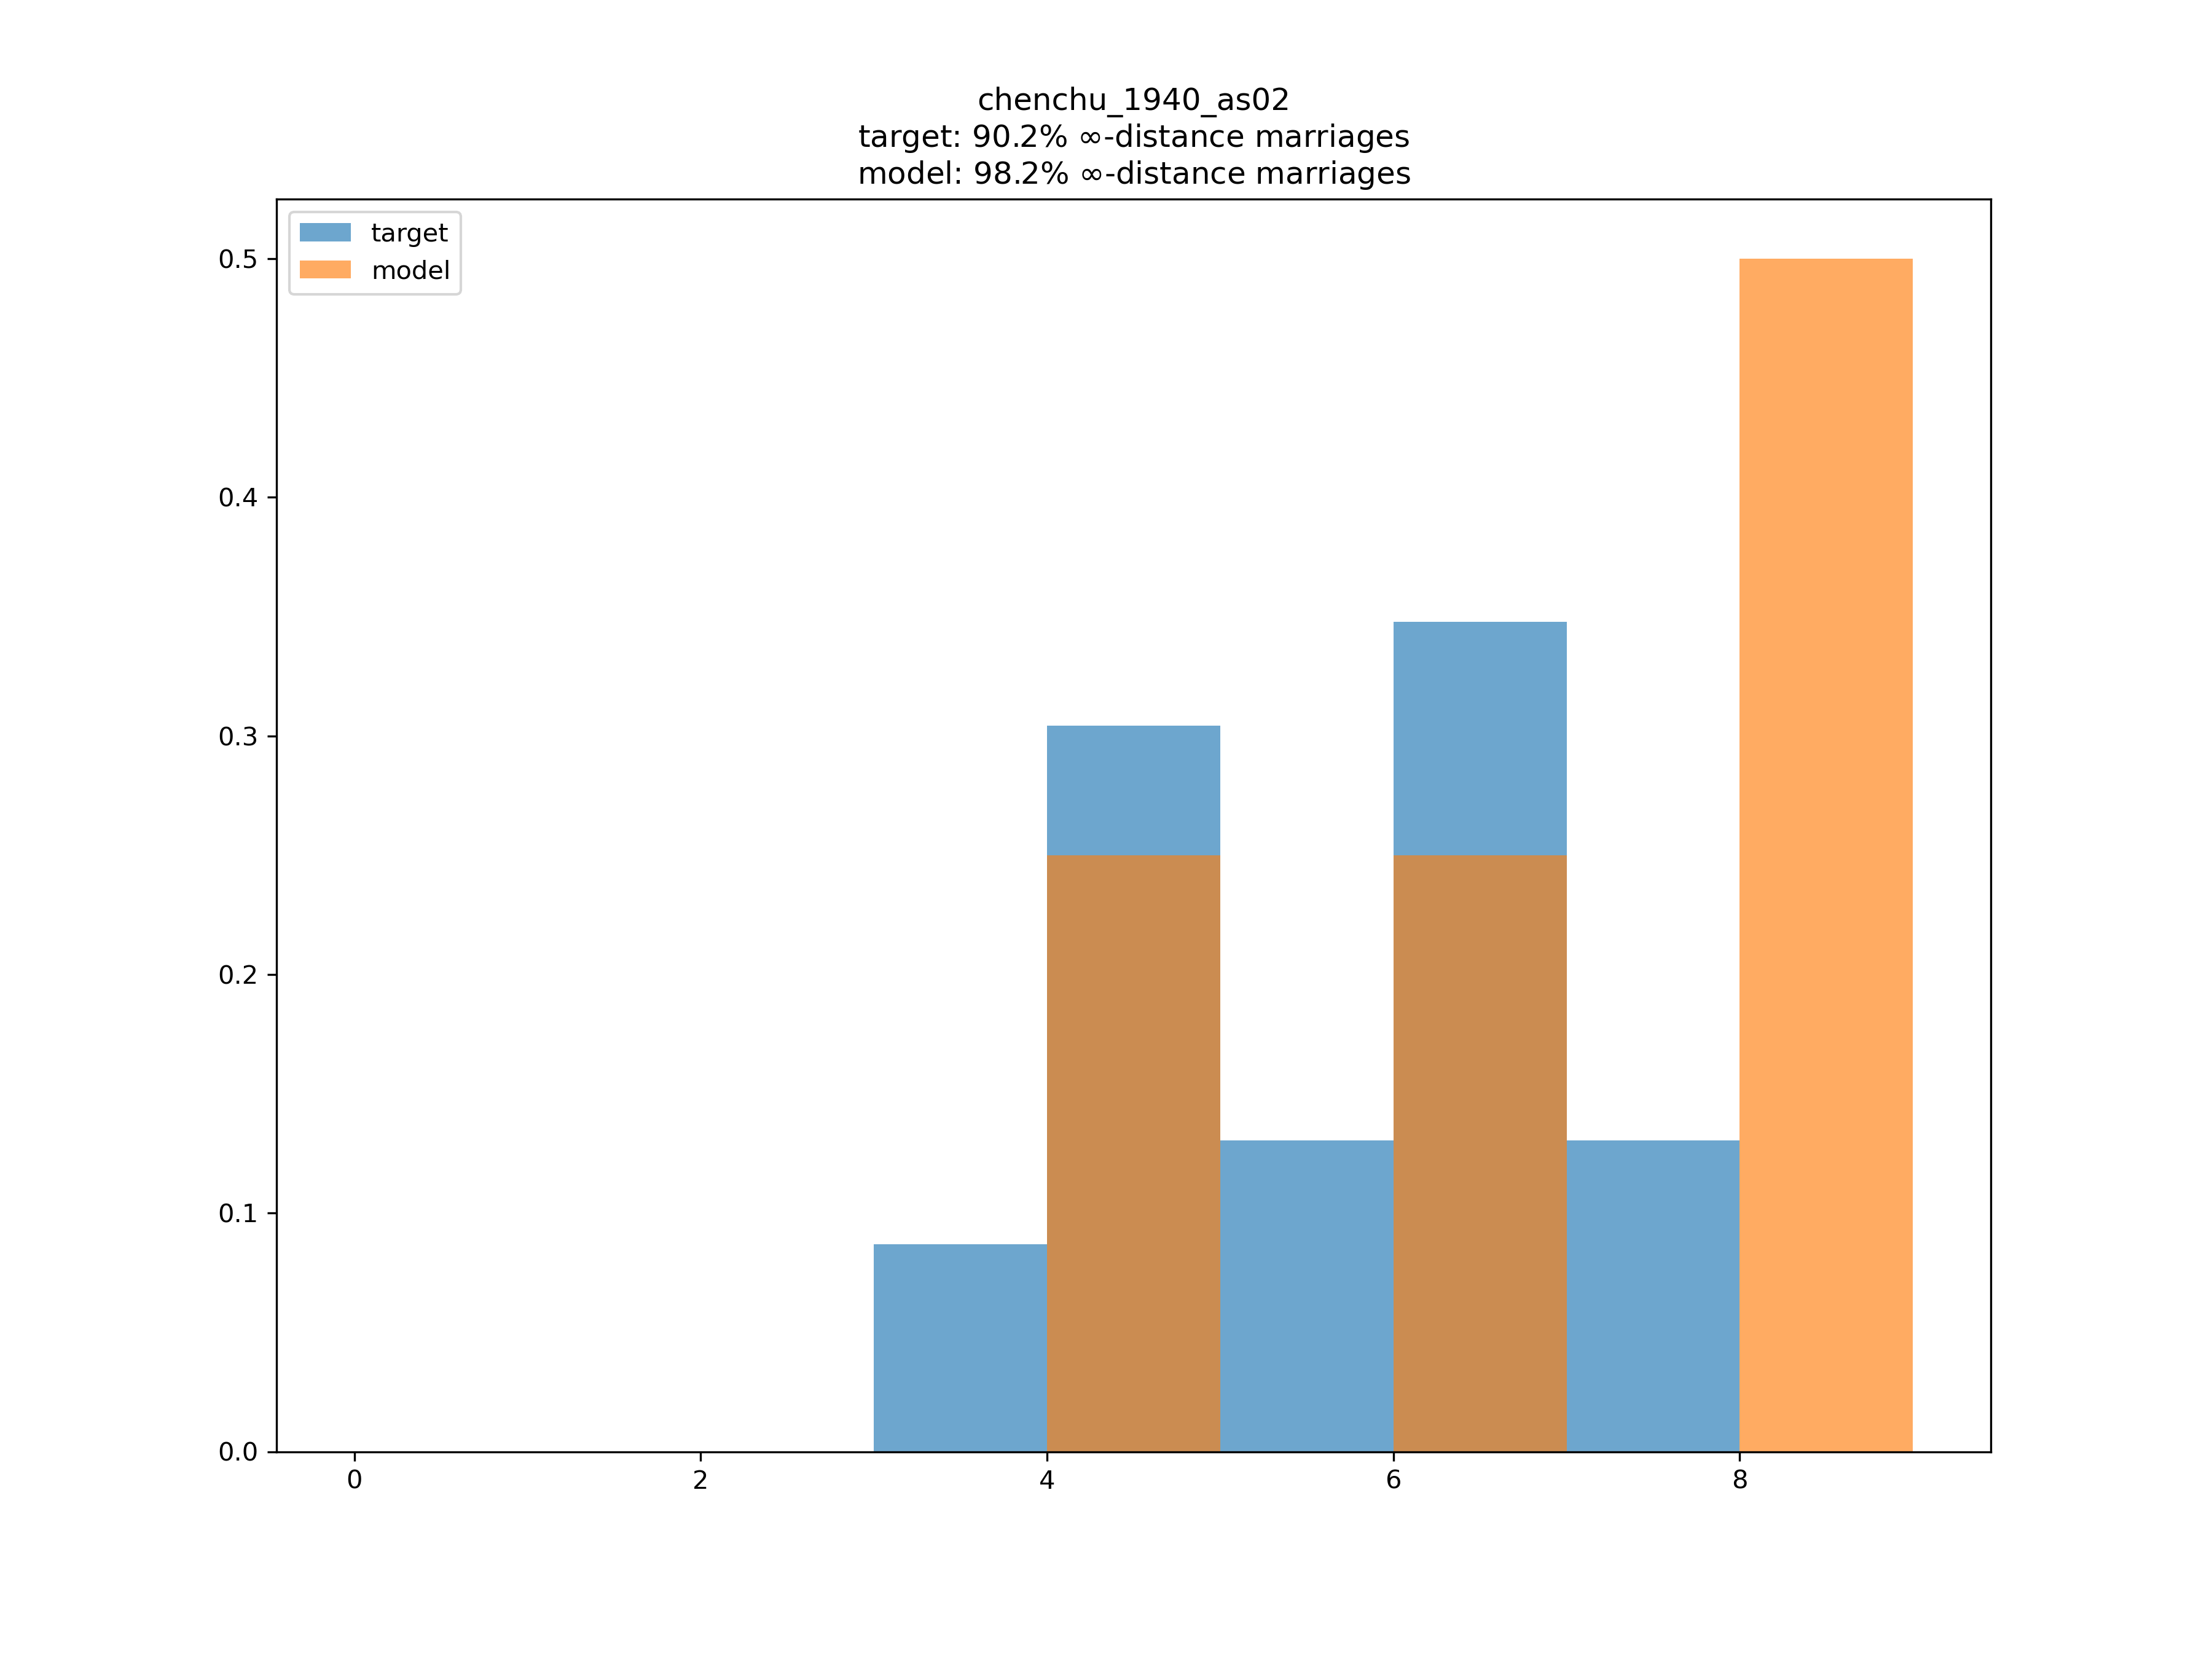 chenchu_1940_as02
target: 90.2% ∞-distance marriages
model: 98.2% ∞-distance marriages
target
model
0.5
0.4
0.3
0.2
0.1
0.0
0 2 4 6 8